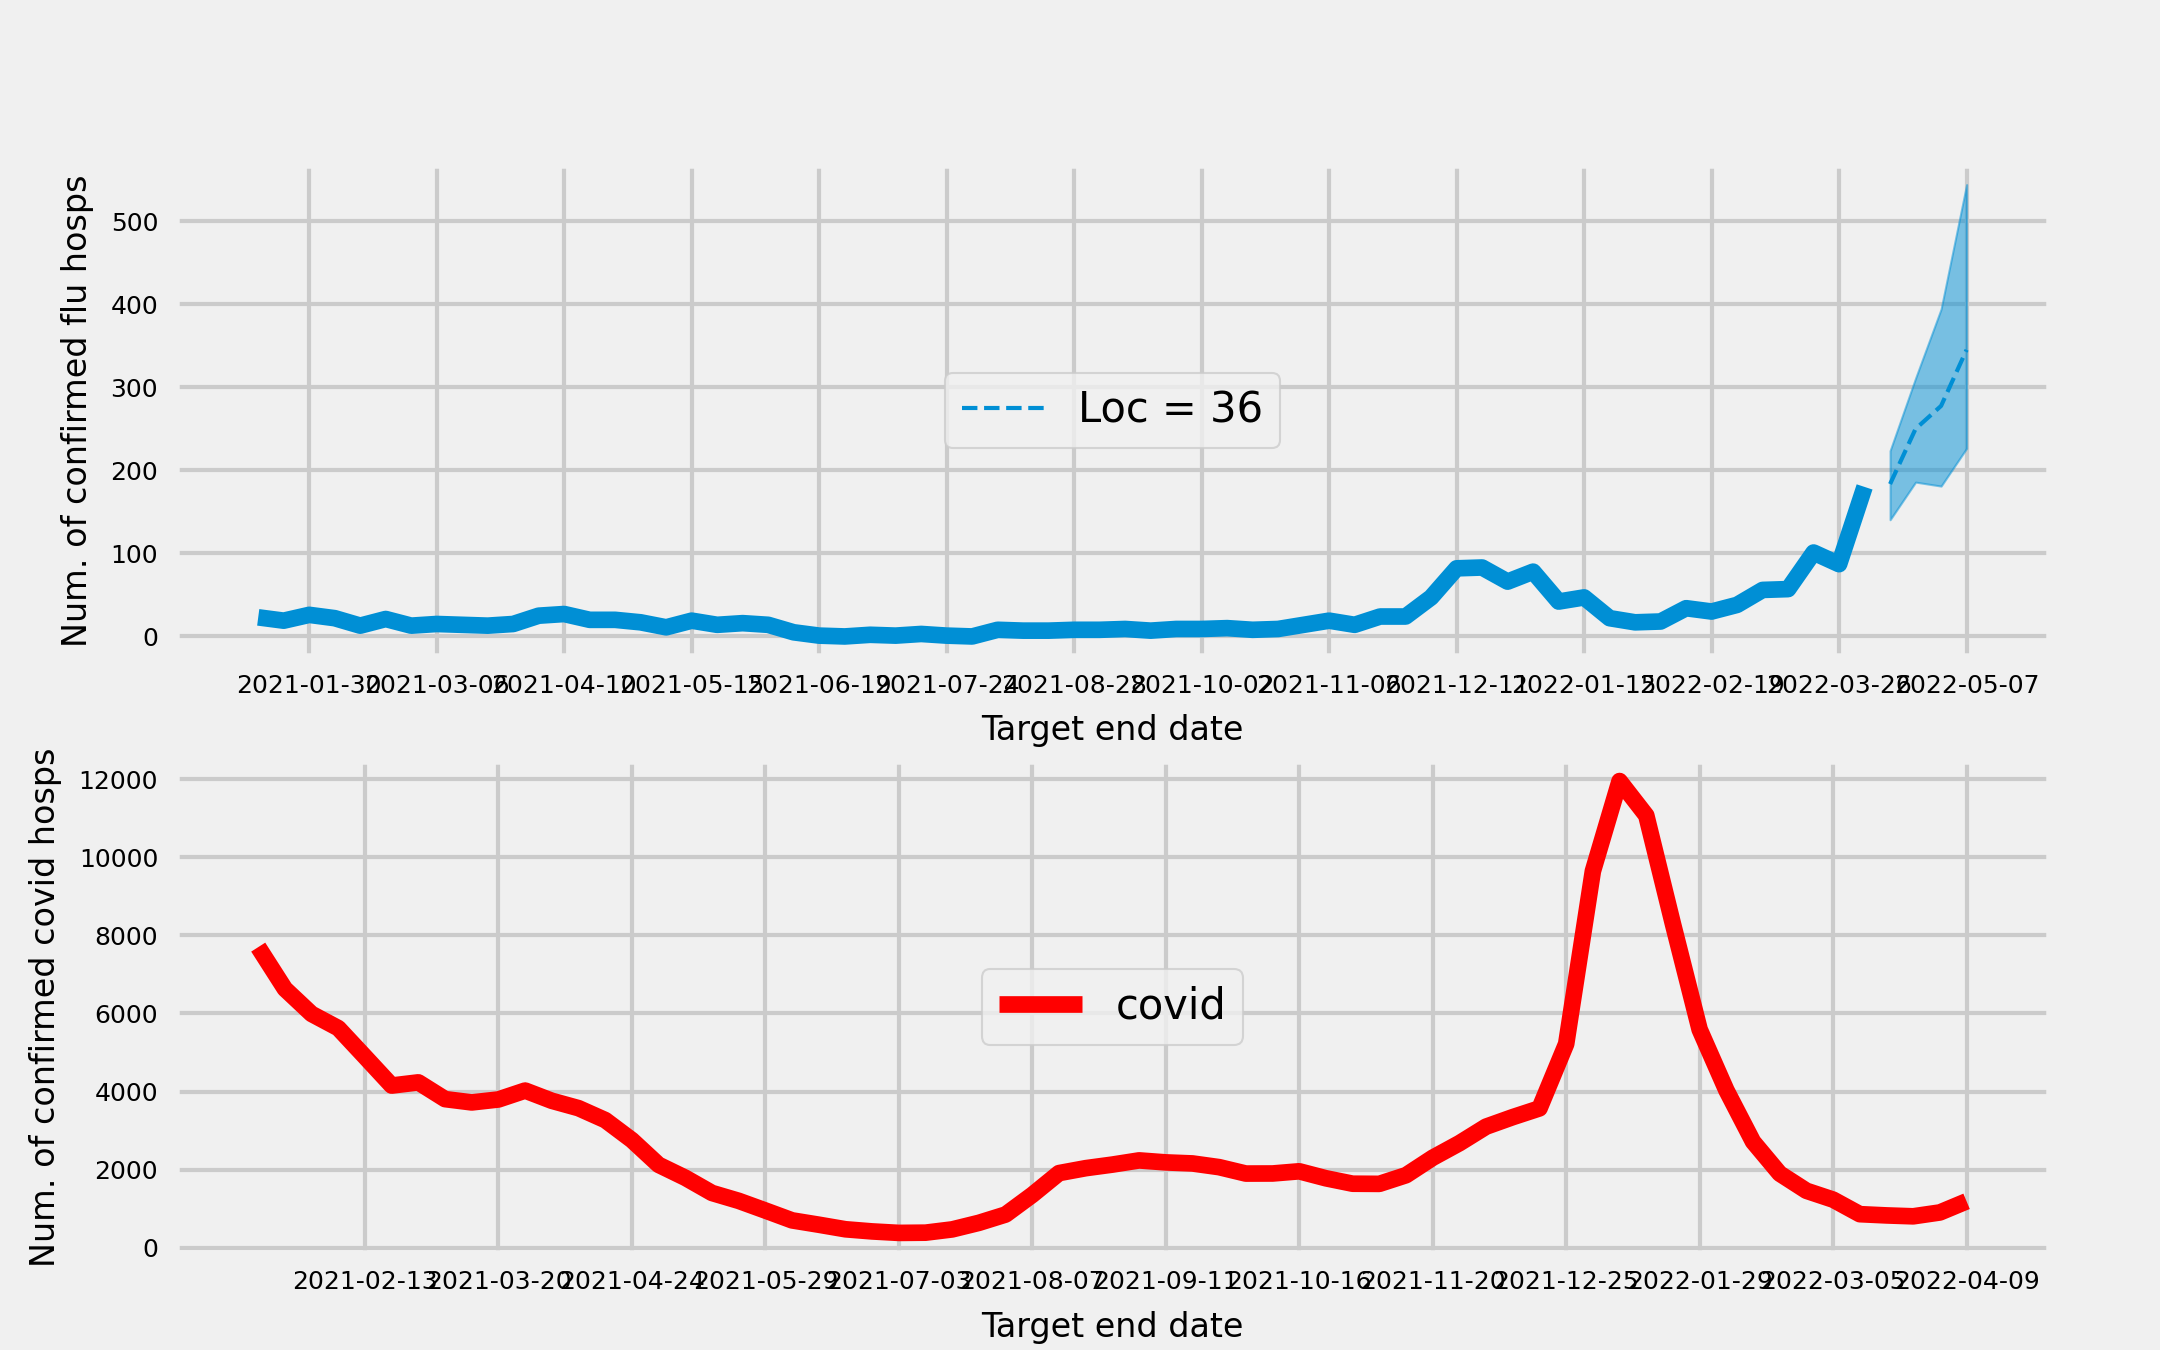 Num. of confirmed flu hosps
500
400
300
200
100
0
Loc = 36
2021-01-30 2021-03-06 2021-04-10 2021-05-15 2021-06-19 2021-07-24 2021-08-28 2021-10-02 2021-11-06 2021-12-11 2022-01-15 2022-02-19 2022-03-26 2022-05-07
Target end date
Num. of confirmed covid hosps
12000
10000
8000
6000
4000
2000
0
covid
2021-02-13 2021-03-20 2021-04-24 2021-05-29 2021-07-03 2021-08-07 2021-09-11 2021-10-16 2021-11-20 2021-12-25 2022-01-29 2022-03-05 2022-04-09
Target end date